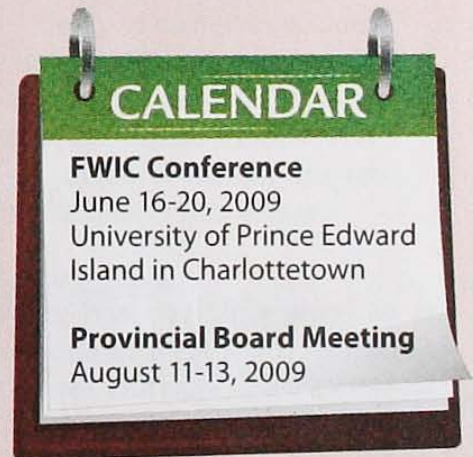 CALENDAR
FWIC Conference
June 16-20, 2009
University of Prince Edward
Island in Charlottetown
Provincial Board Meeting
August 11-13, 2009